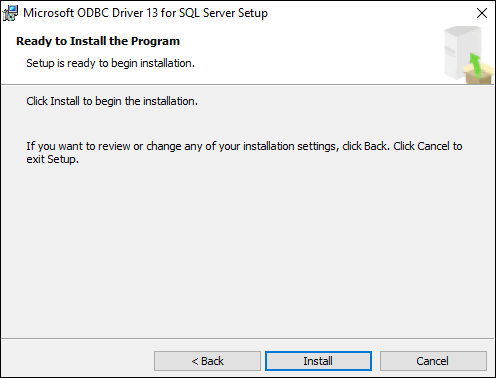 Microsoft ODBC Driver 13 for SQL Server Setup
Ready to Install the Program
Setup is ready to begin installation.
Click Install to begin the installation.
If you want to review or change any of your installation settings, click Back. Click Cancel to
exit Setup.
< Back
Install
Cancel